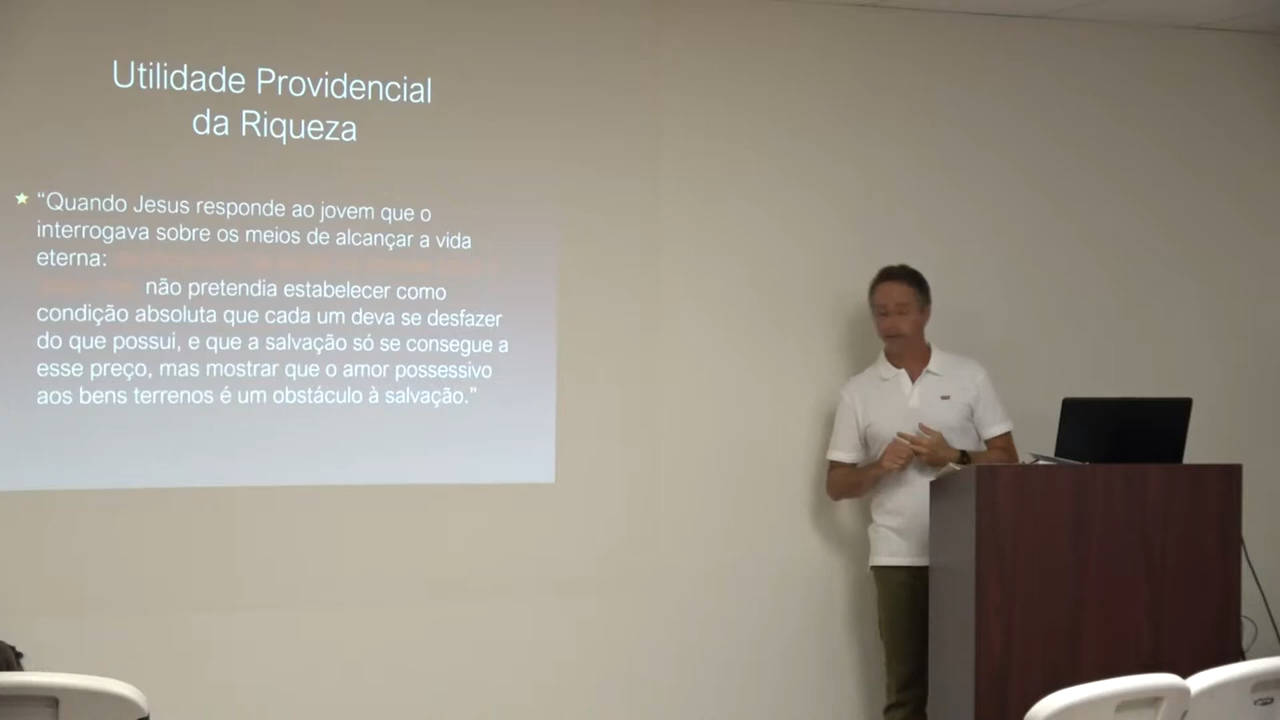 Utilidade Providencial
da Riqueza
“Quando Jesus responde ao jovem que o
interrogava sobre os meios de alcançar a vida
eterna:
não pretendia estabelecer como
condição absoluta que cada um deva se desfazer
do que possui, e que a salvação só se consegue a
esse preço, mas mostrar que o amor possessivo
aos bens terrenos é um obstáculo à salvação.”